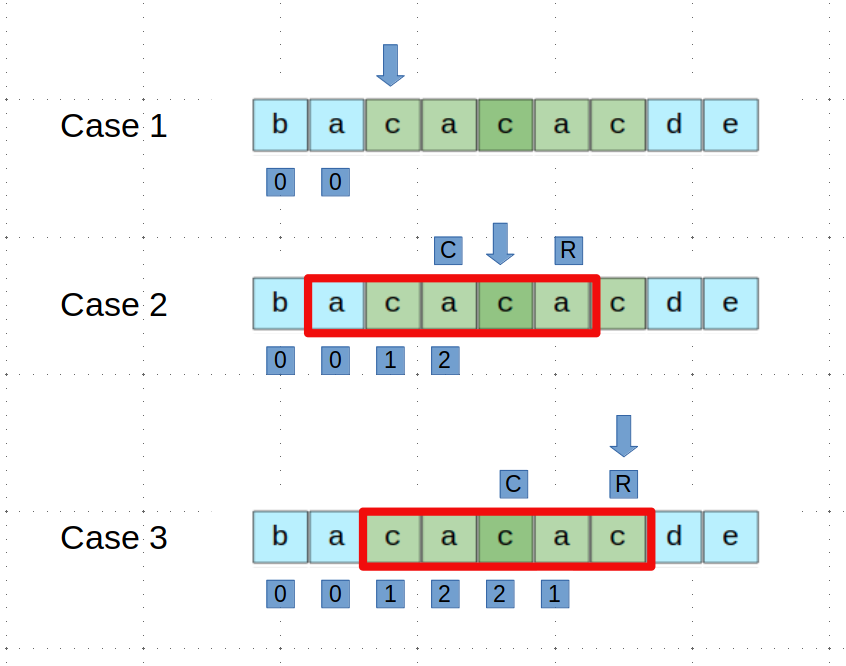 Case 1 b a c a c a c d e
0 0
C R
Case 2 b a c a c a c d e
0 0 1 2
C R
Case 3 b a c a c a c d e
0 0 1 2 2 1